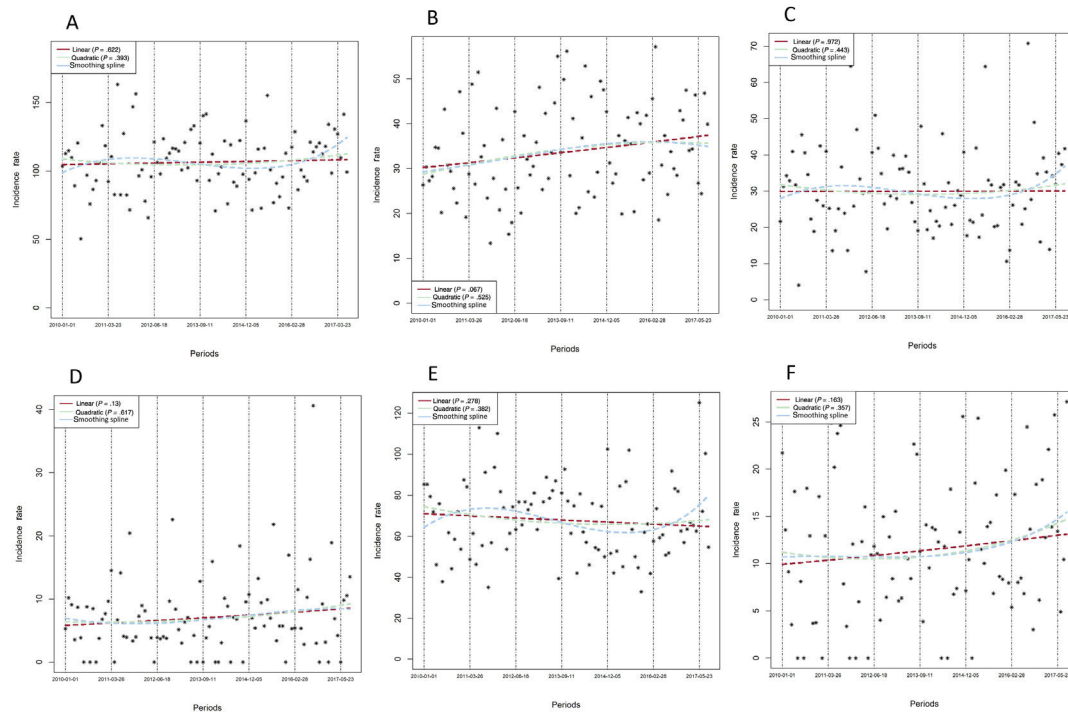 A
Linear (P = .622)
Quadratic (P = .393)
Smoothing spline
Incidence rate
150
100
50
0
2010-01-01 2011-03-20 2012-06-18 2013-09-11 2014-12-05 2016-02-28 2017-03-23
Periods
B
Incidence rate
50
40
30
20
10
0
Linear (P = .067)
Quadratic (P = .525)
Smoothing spline
2010-01-01 2011-03-26 2012-06-18 2013-09-11 2014-12-05 2016-02-28 2017-05-23
Periods
C
Linear (P = .972)
Quadratic (P = .443)
Smoothing spline
Incidence rate
70
60
50
40
30
20
10
0
2010-01-01 2011-03-26 2012-06-18 2013-09-11 2014-12-05 2016-02-28 2017-05-23
Periods
D
Linear (P = .13)
Quadratic (P = .617)
Smoothing spline
Incidence rate
40
30
20
10
0
2010-01-01 2011-03-26 2012-06-18 2013-09-11 2014-12-05 2016-02-28 2017-05-23
Periods
E
Linear (P = .278)
Quadratic (P = .382)
Smoothing spline
Incidence rate
120
100
80
60
40
20
0
2010-01-01 2011-03-26 2012-06-18 2013-09-11 2014-12-05 2016-02-28 2017-05-23
Periods
F
Linear (P = .163)
Quadratic (P = .357)
Smoothing spline
Incidence rate
25
20
15
10
5
0
2010-01-01 2011-03-26 2012-06-18 2013-09-11 2014-12-05 2016-02-28 2017-05-23
Periods